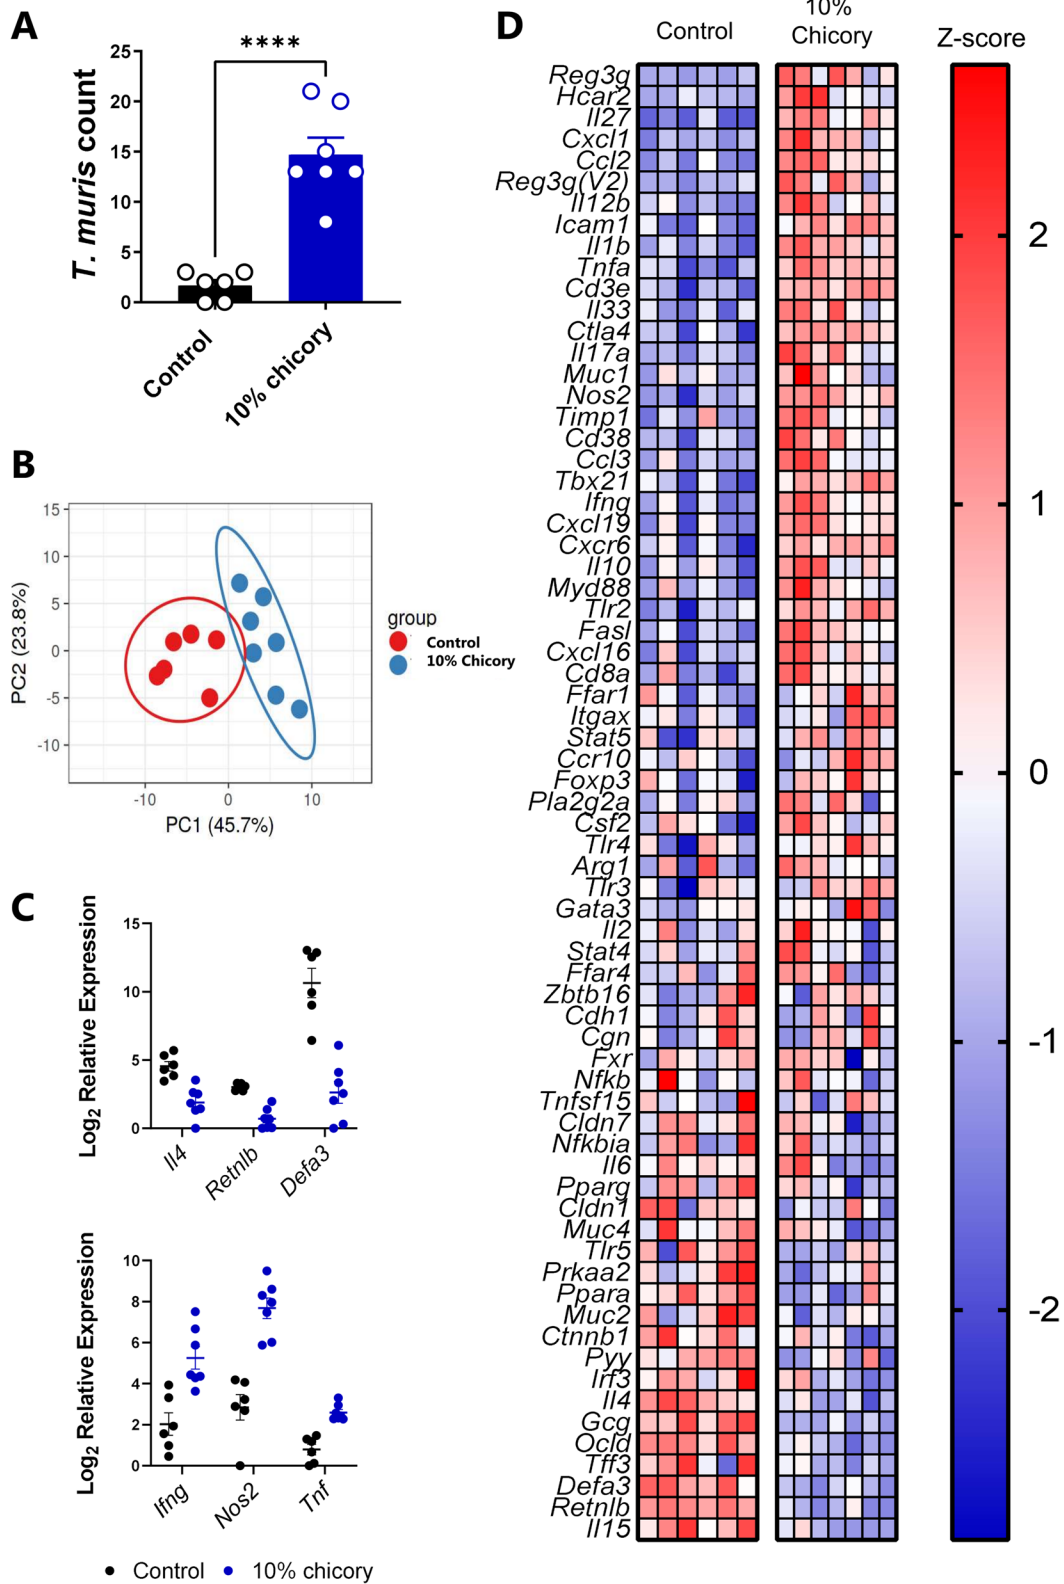 A
****
T. muris count
25
20
15
10
5
0
Control
10% chicory
B
15
10
5
0
-5
-10
PC2 (23.8%)
-10
0
10
PC1 (45.7%)
group
Control
10% Chicory
C
Log2 Relative Expression
15
10
5
0
Il4
Retnlb
Defa3
Log2 Relative Expression
10
8
6
4
2
0
Ifng
Nos2
Tnf
Control
10% chicory
D
Control
10%
Chicory
Z-score
Reg3g
Hcar2
Il27
Cxcl1
Ccl2
Reg3g(V2)
Il12b
Icam1
Il1b
Tnfa
Cd3e
Il33
Ctla4
Il17a
Muc1
Nos2
Timp1
Cd38
Ccl3
Tbx21
Ifng
Cxcl19
Cxcr6
Il10
Myd88
Tlr2
Fasl
Cxcl16
Cd8a
Ffar1
Itgax
Stat5
Ccr10
Foxp3
Pla2g2a
Csf2
Tlr4
Arg1
Tlr3
Gata3
Il2
Stat4
Ffar4
Zbtb16
Cdh1
Cgn
Fxr
Nfkb
Tnfsf15
Cldn7
Nfkbia
Il6
Pparg
Cldn1
Muc4
Tlr5
Prkaa2
Ppara
Muc2
Ctnnb1
Pyy
Irf3
Il4
Gcg
Ocld
Tff3
Defa3
Retnlb
Il15
2
1
0
-1
-2